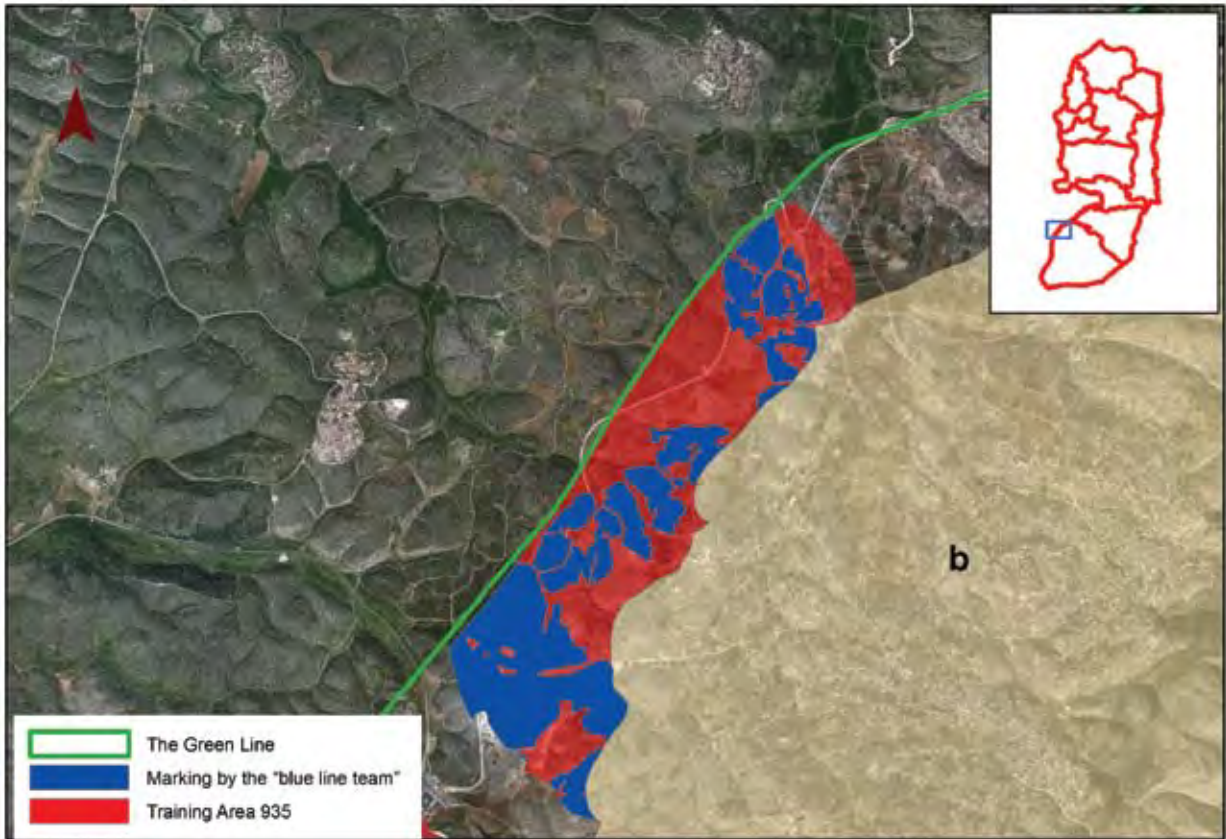 N
b
The Green Line
Marking by the "blue line team"
Training Area 935